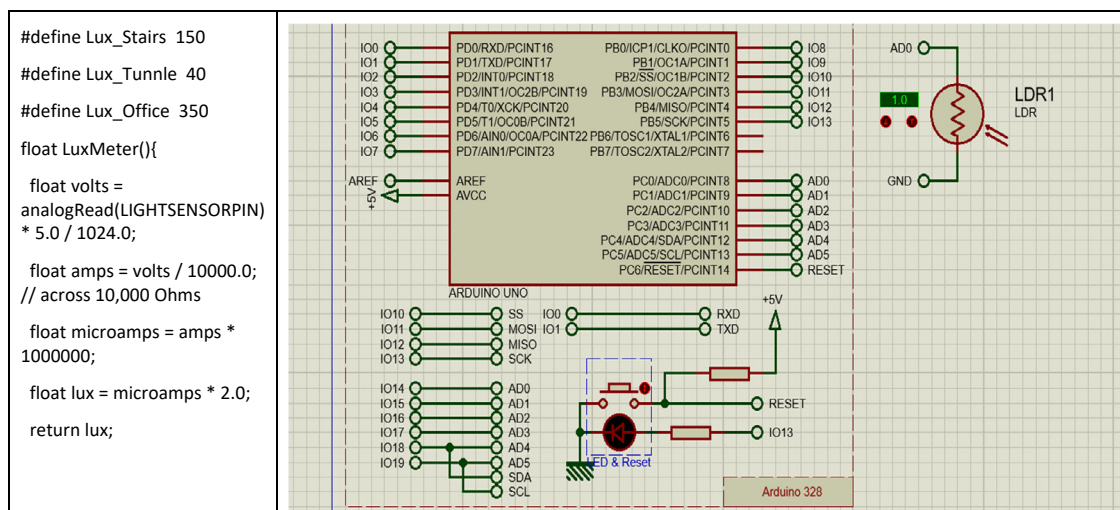 #define Lux_Stairs 150
#define Lux_Tunnle 40
#define Lux_Office 350
float LuxMeter(){
float volts =
analogRead(LIGHTSENSORPIN)
* 5.0 / 1024.0;
float amps = volts / 10000.0;
// across 10,000 Ohms
float microamps = amps *
1000000;
float lux = microamps * 2.0;
return lux;
IO0 PD0/RXD/PCINT16 PB0/ICP1/CLKO/PCINT0 IO8
IO1 PD1/TXD/PCINT17 PB1/OC1A/PCINT1 IO9
IO2 PD2/INT0/PCINT18 PB2/SS/OC1B/PCINT2 IO10
IO3 PD3/INT1/OC2B/PCINT19 PB3/MOSI/OC2A/PCINT3 IO11
IO4 PD4/T0/XCK/PCINT20 PB4/MISO/PCINT4 IO12
IO5 PD5/T1/OC0B/PCINT21 PB5/SCK/PCINT5 IO13
IO6 PD6/AIN0/OC0A/PCINT22 PB6/TOSC1/XTAL1/PCINT6
IO7 PD7/AIN1/PCINT23 PB7/TOSC2/XTAL2/PCINT7
AREF AREF PC0/ADC0/PCINT8 AD0
+5V AVCC PC1/ADC1/PCINT9 AD1
PC2/ADC2/PCINT10 AD2
PC3/ADC3/PCINT11 AD3
PC4/ADC4/SDA/PCINT12 AD4
PC5/ADC5/SCL/PCINT13 AD5
PC6/RESET/PCINT14 RESET
ARDUINO UNO
AD0
1.0
LDR1
LDR
GND
IO10 SS IO0 RXD
IO11 MOSI IO1 TXD
IO12 MISO
IO13 SCK
+5V
IO14 AD0
IO15 AD1 RESET
IO16 AD2
IO17 AD3 IO13
IO18 AD4
IO19 AD5
SDA
SCL
LED & Reset
Arduino 328